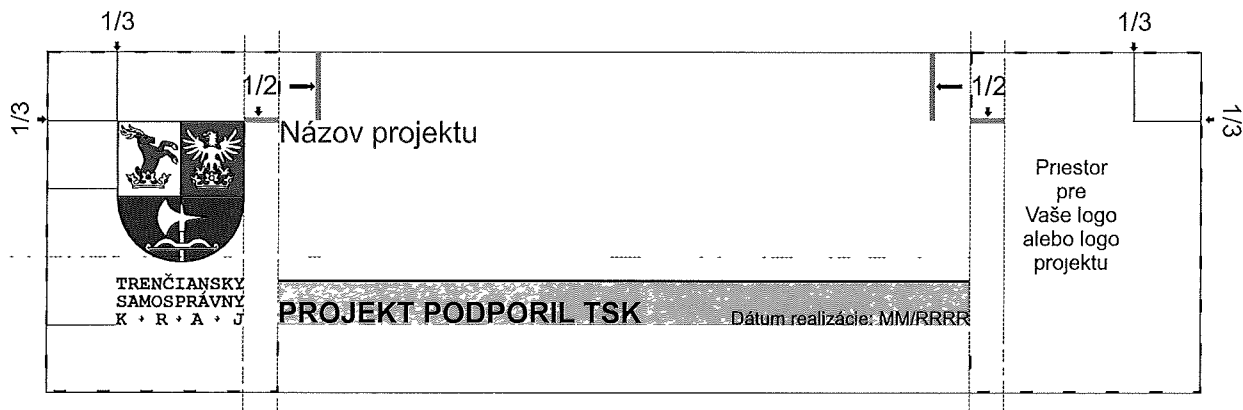 1/3
1/3
1/2
1/2
1/3
1/3
Názov projektu
Priestor
pre
Vaše logo
alebo logo
projektu
TRENČIANSKY
SAMOSPRÁVNY
K • R • A • J
PROJEKT PODPORIL TSK
Dátum realizácie: MM/RRRR